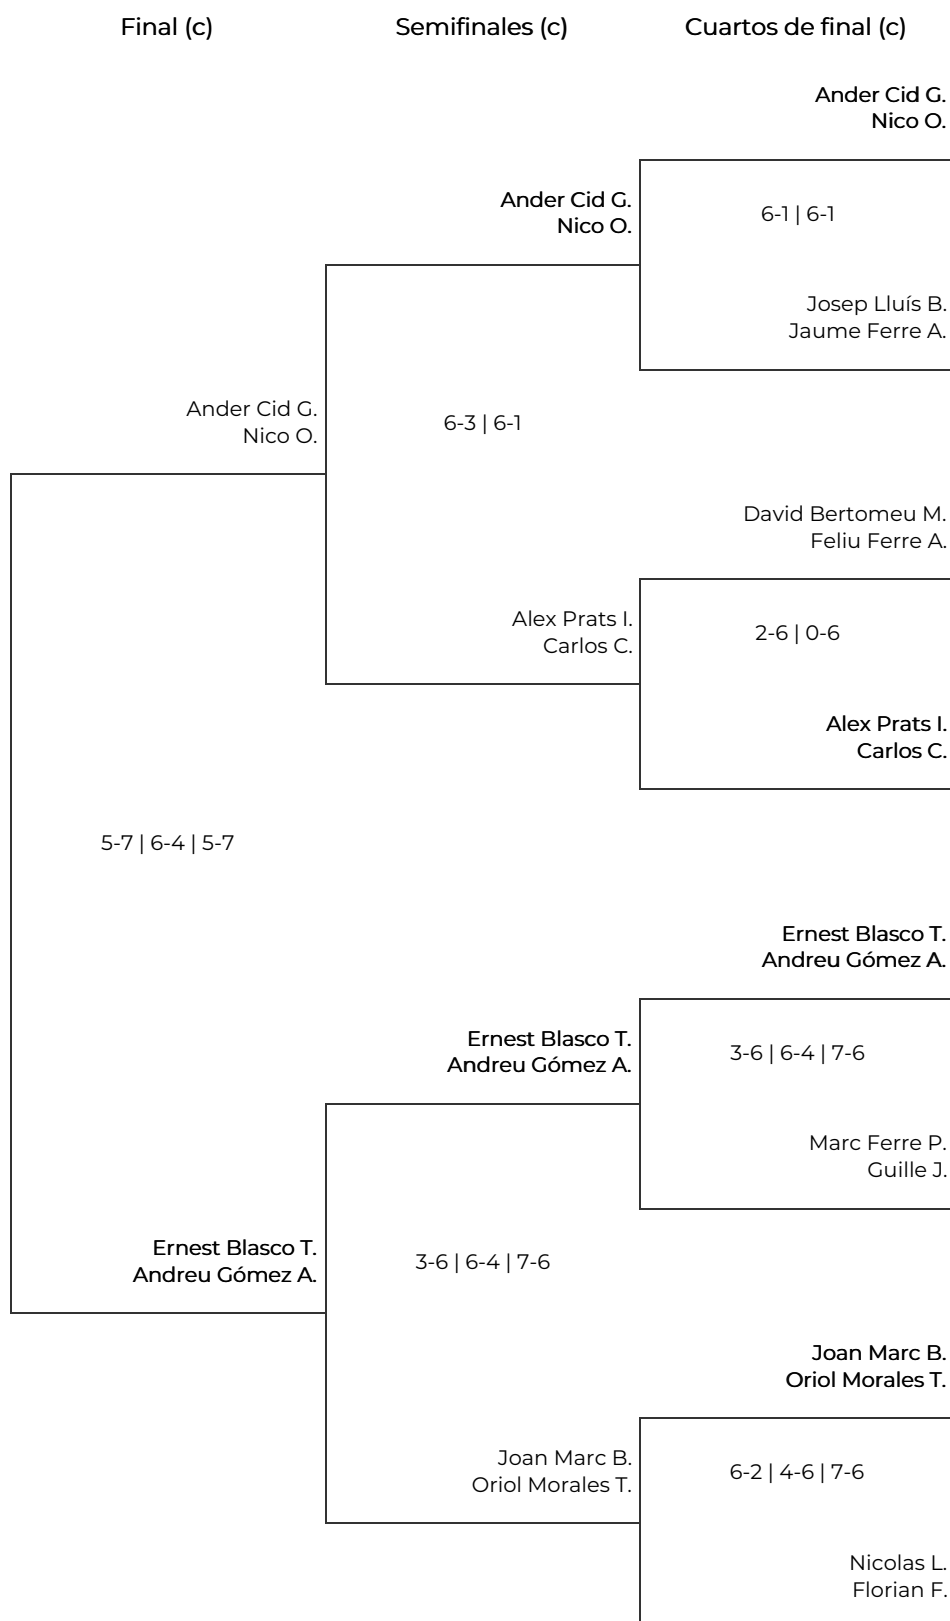 Final (c)
Semifinales (c)
Cuartos de final (c)
Ander Cid G.
Nico O.
Ander Cid G.
Nico O.
6-1 | 6-1
Josep Lluís B.
Jaume Ferre A.
Ander Cid G.
Nico O.
6-3 | 6-1
David Bertomeu M.
Feliu Ferre A.
Alex Prats I.
Carlos C.
2-6 | 0-6
Alex Prats I.
Carlos C.
5-7 | 6-4 | 5-7
Ernest Blasco T.
Andreu Gómez A.
Ernest Blasco T.
Andreu Gómez A.
3-6 | 6-4 | 7-6
Marc Ferre P.
Guille J.
Ernest Blasco T.
Andreu Gómez A.
3-6 | 6-4 | 7-6
Joan Marc B.
Oriol Morales T.
Joan Marc B.
Oriol Morales T.
6-2 | 4-6 | 7-6
Nicolas L.
Florian F.